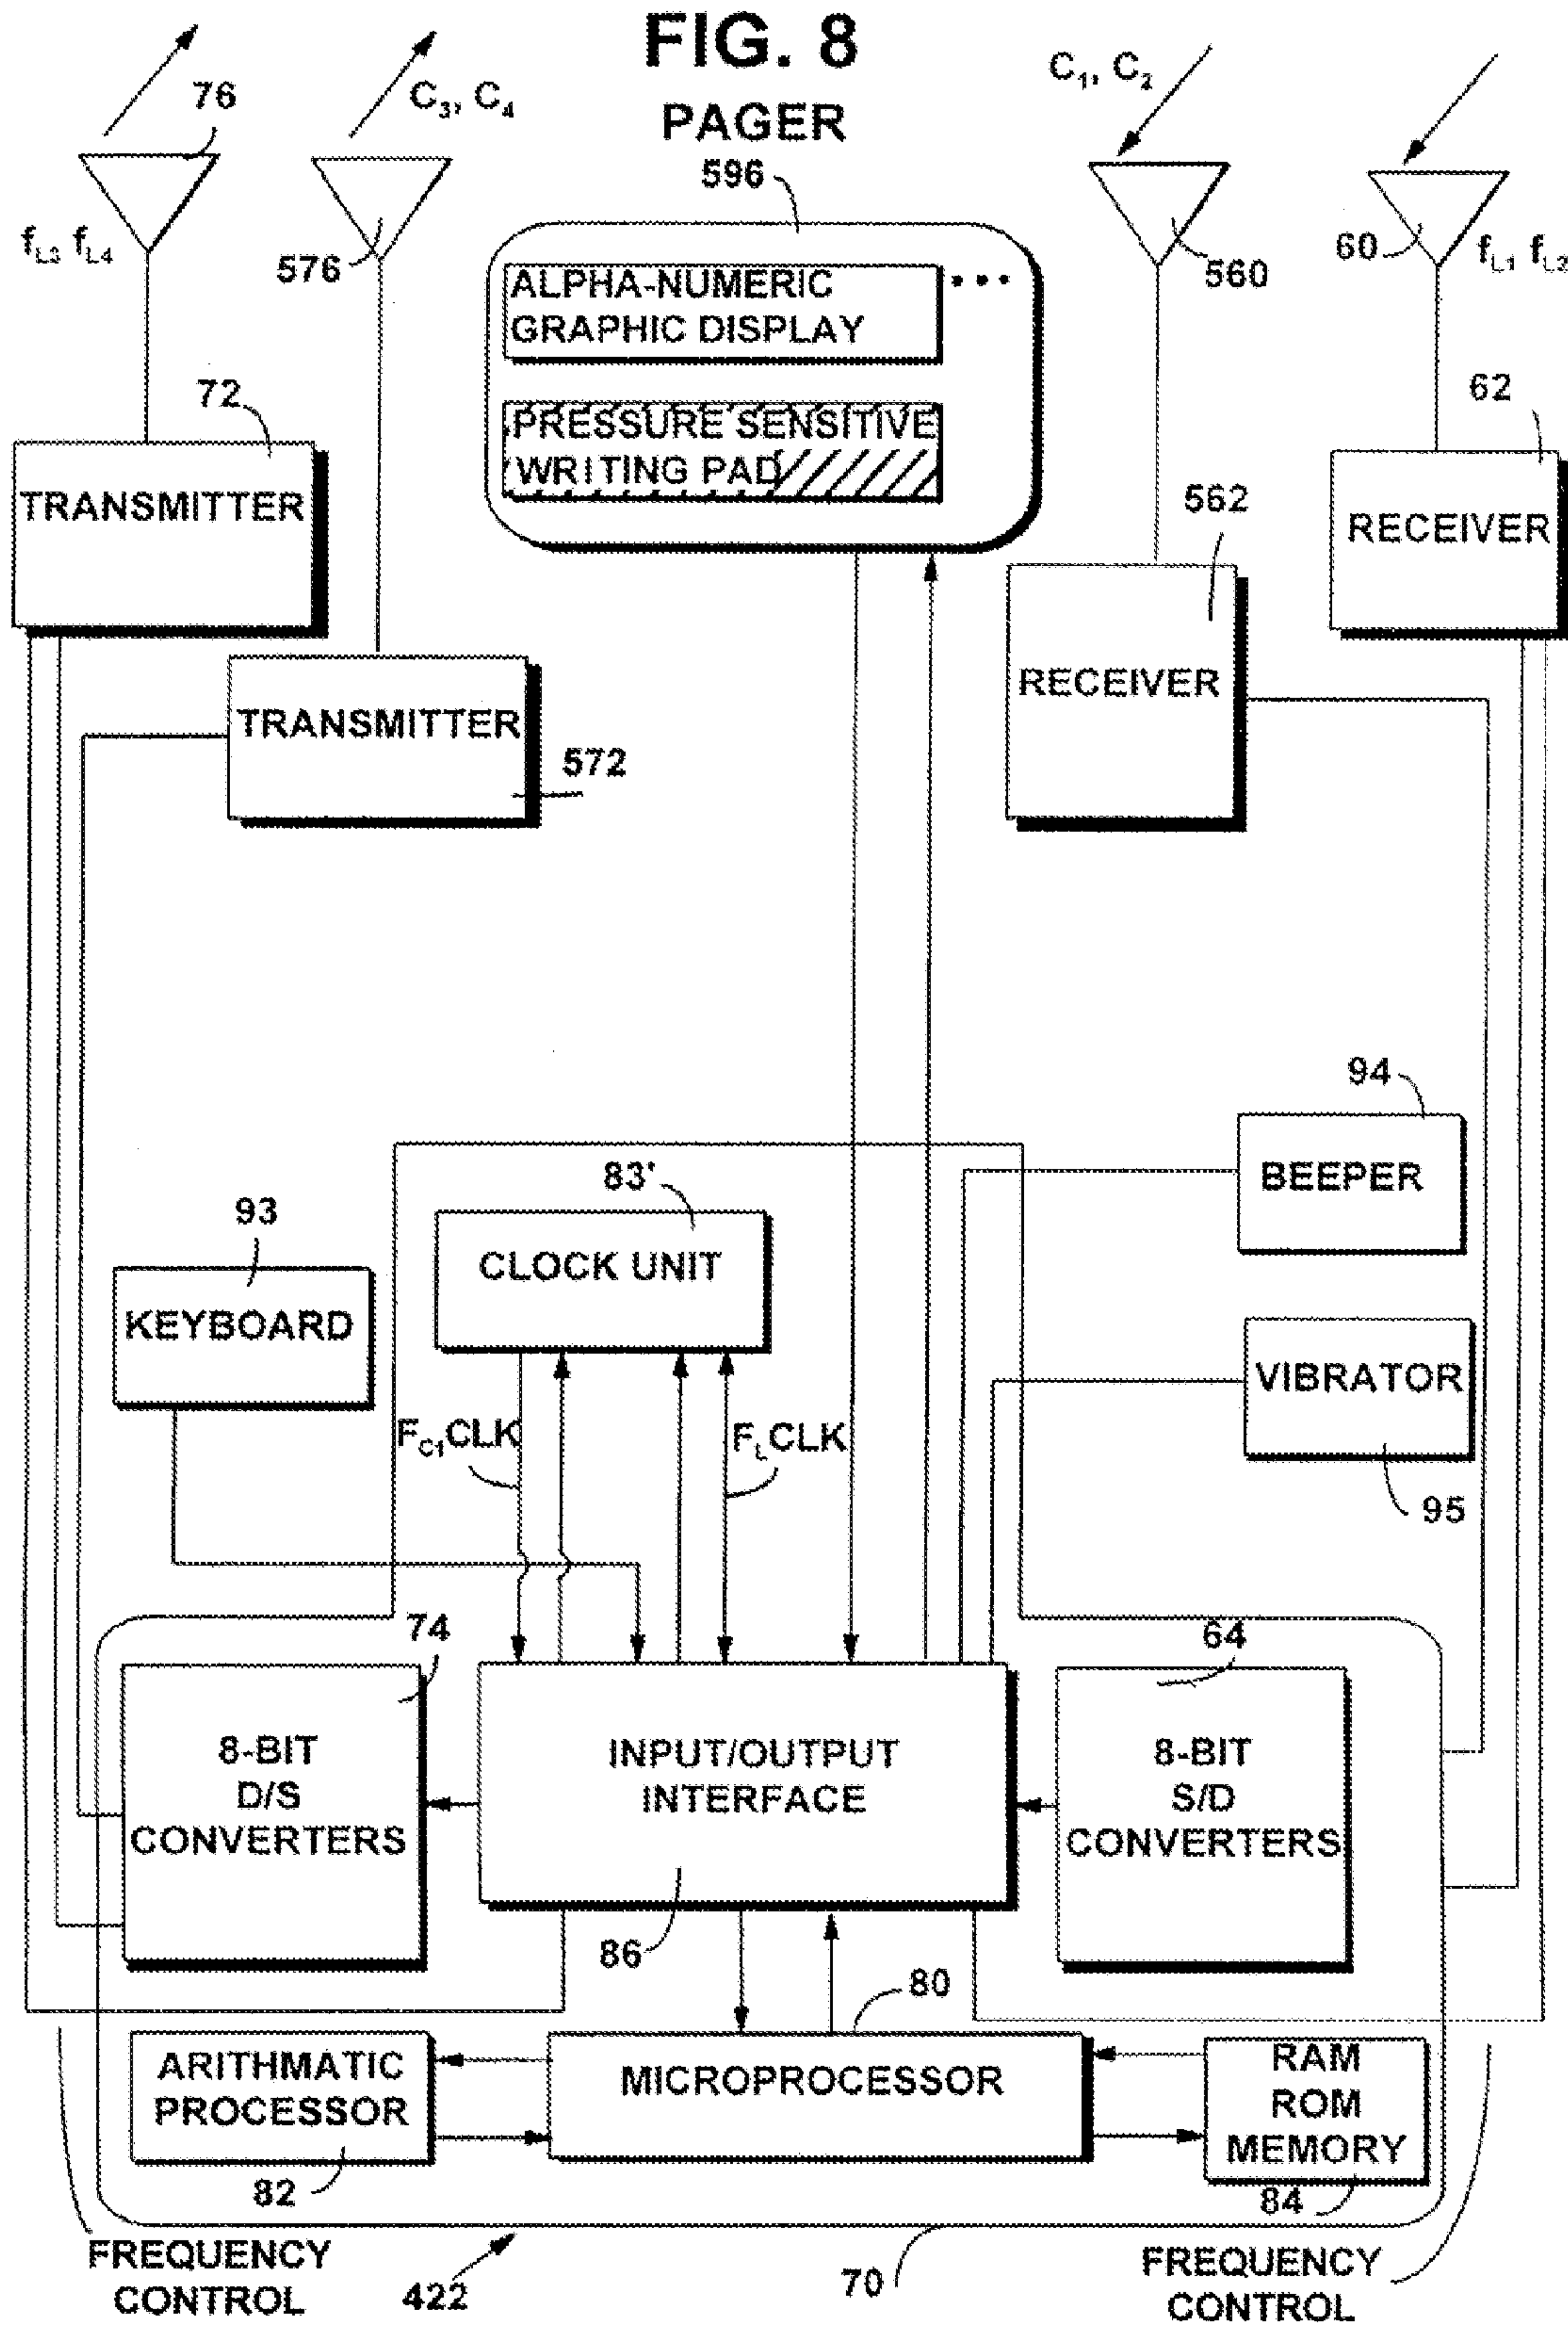 FIG. 8
PAGER
596
76
C3, C4
C1, C2
fL3 fL4
576
560
60
fL1 fL2
ALPHA-NUMERIC
GRAPHIC DISPLAY
PRESSURE SENSITIVE
WRITING PAD
72
TRANSMITTER
62
RECEIVER
562
RECEIVER
TRANSMITTER
572
94
BEEPER
83'
CLOCK UNIT
93
KEYBOARD
VIBRATOR
95
FC1CLK
FLCLK
74
8-BIT
D/S
CONVERTERS
INPUT/OUTPUT
INTERFACE
86
64
8-BIT
S/D
CONVERTERS
80
ARITHMATIC
PROCESSOR
82
MICROPROCESSOR
RAM
ROM
MEMORY
84
FREQUENCY
CONTROL
422
70
FREQUENCY
CONTROL